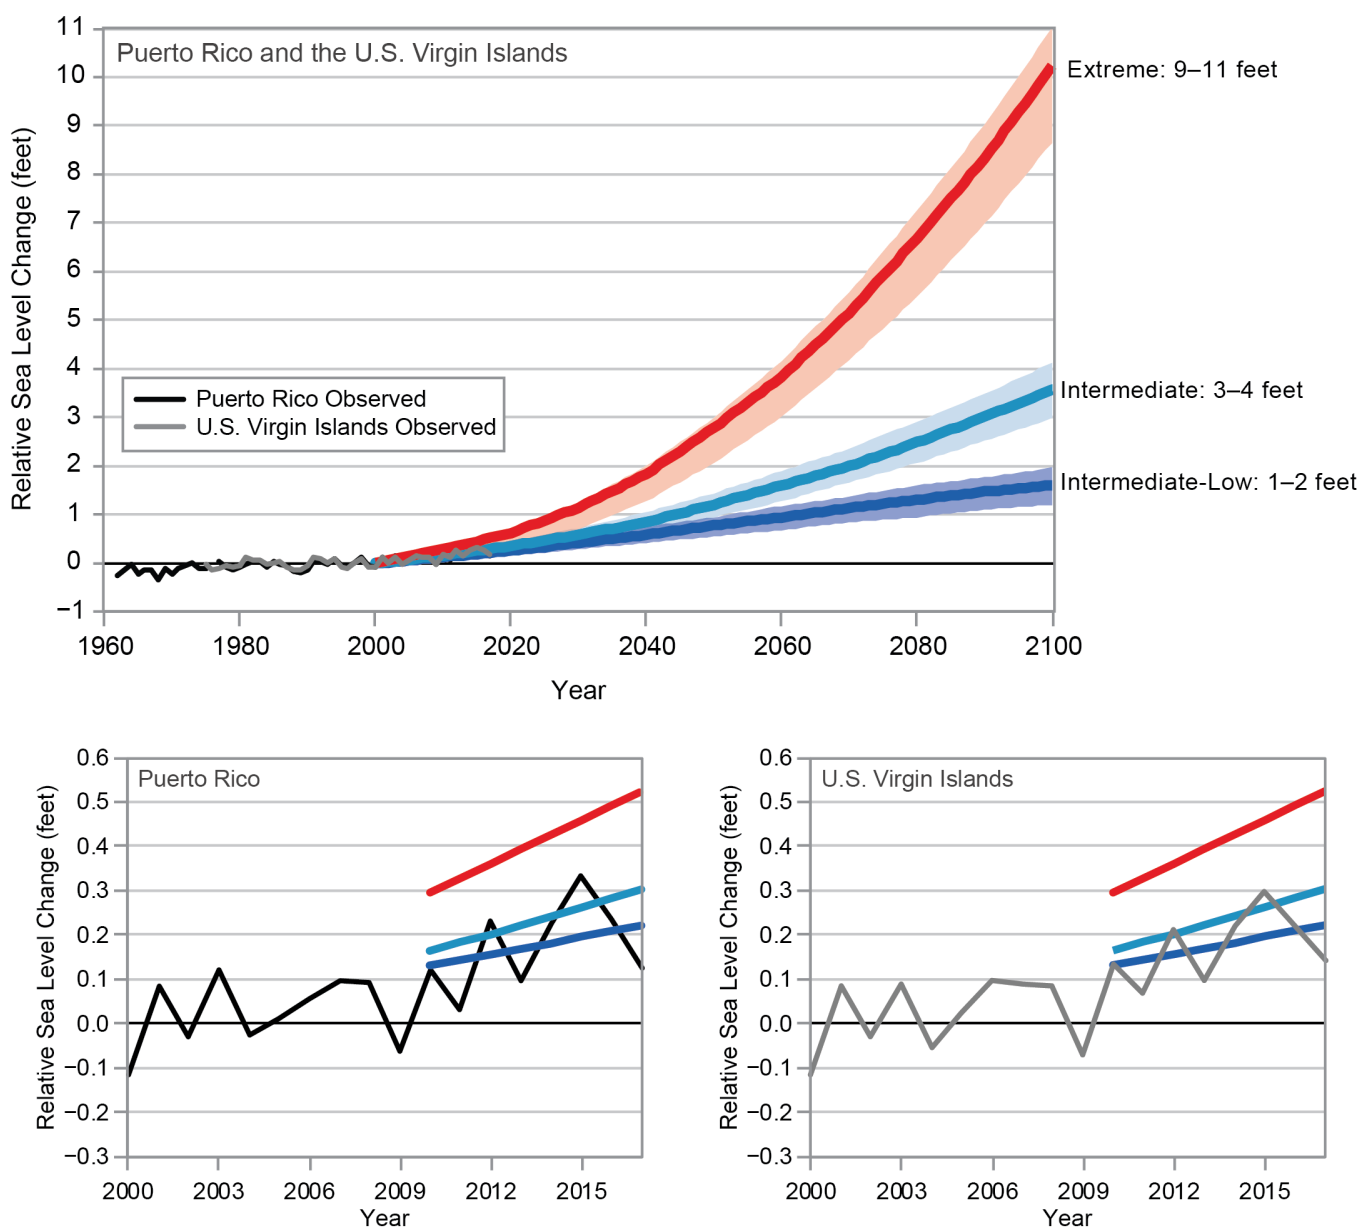 Puerto Rico and the U.S. Virgin Islands
Relative Sea Level Change (feet)
11
10
9
8
7
6
5
4
3
2
1
0
−1
Extreme: 9–11 feet
Intermediate: 3–4 feet
Intermediate-Low: 1–2 feet
Puerto Rico Observed
U.S. Virgin Islands Observed
1960 1980 2000 2020 2040 2060 2080 2100
Year
Puerto Rico
Relative Sea Level Change (feet)
0.6
0.5
0.4
0.3
0.2
0.1
0.0
−0.1
−0.2
−0.3
2000 2003 2006 2009 2012 2015
Year
U.S. Virgin Islands
Relative Sea Level Change (feet)
0.6
0.5
0.4
0.3
0.2
0.1
0.0
−0.1
−0.2
−0.3
2000 2003 2006 2009 2012 2015
Year